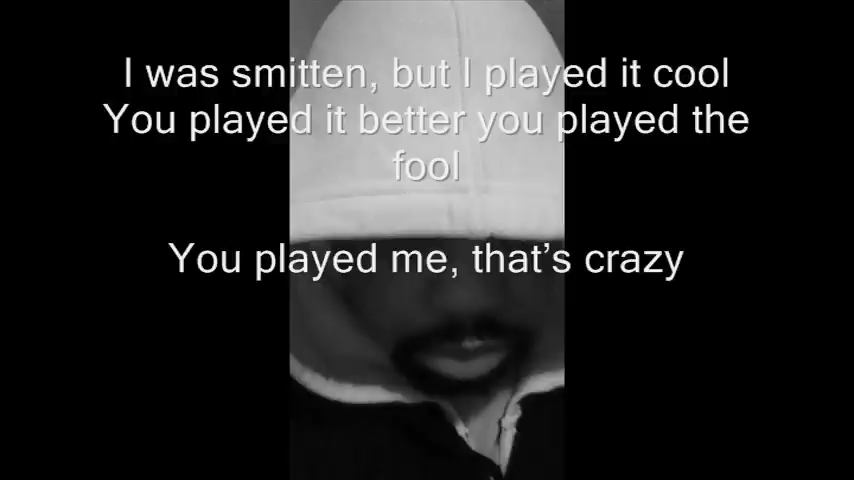 I was smitten, but I played it cool
You played it better you played the
fool
You played me, that’s crazy